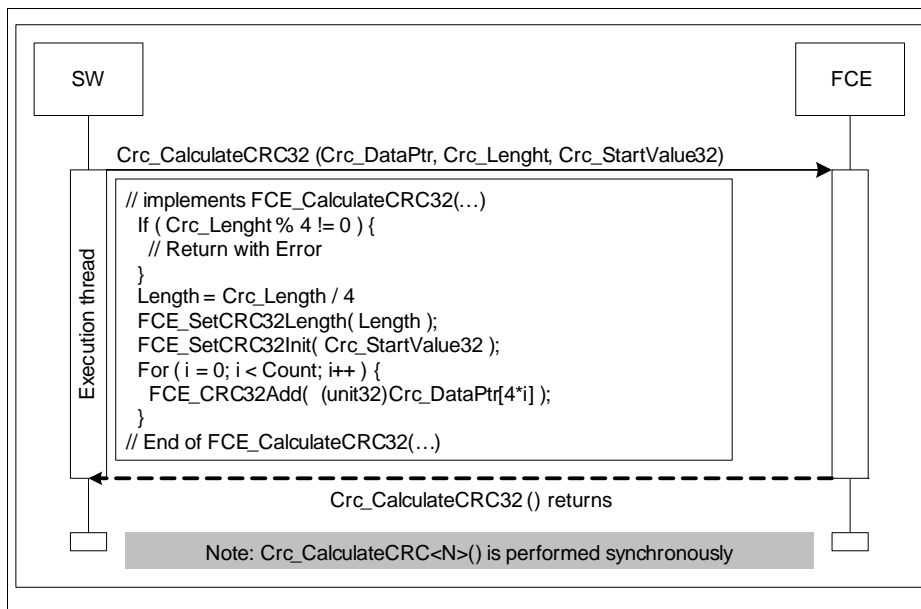 SW
FCE
Crc_CalculateCRC32 (Crc_DataPtr, Crc_Lenght, Crc_StartValue32)
Execution thread
// implements FCE_CalculateCRC32(…)
If ( Crc_Lenght % 4 != 0 ) {
// Return with Error
}
Length = Crc_Length / 4
FCE_SetCRC32Length( Length );
FCE_SetCRC32Init( Crc_StartValue32 );
For ( i = 0; i < Count; i++ ) {
FCE_CRC32Add( (unit32)Crc_DataPtr[4*i] );
}
// End of FCE_CalculateCRC32(…)
Crc_CalculateCRC32 () returns
Note: Crc_CalculateCRC<N>() is performed synchronously